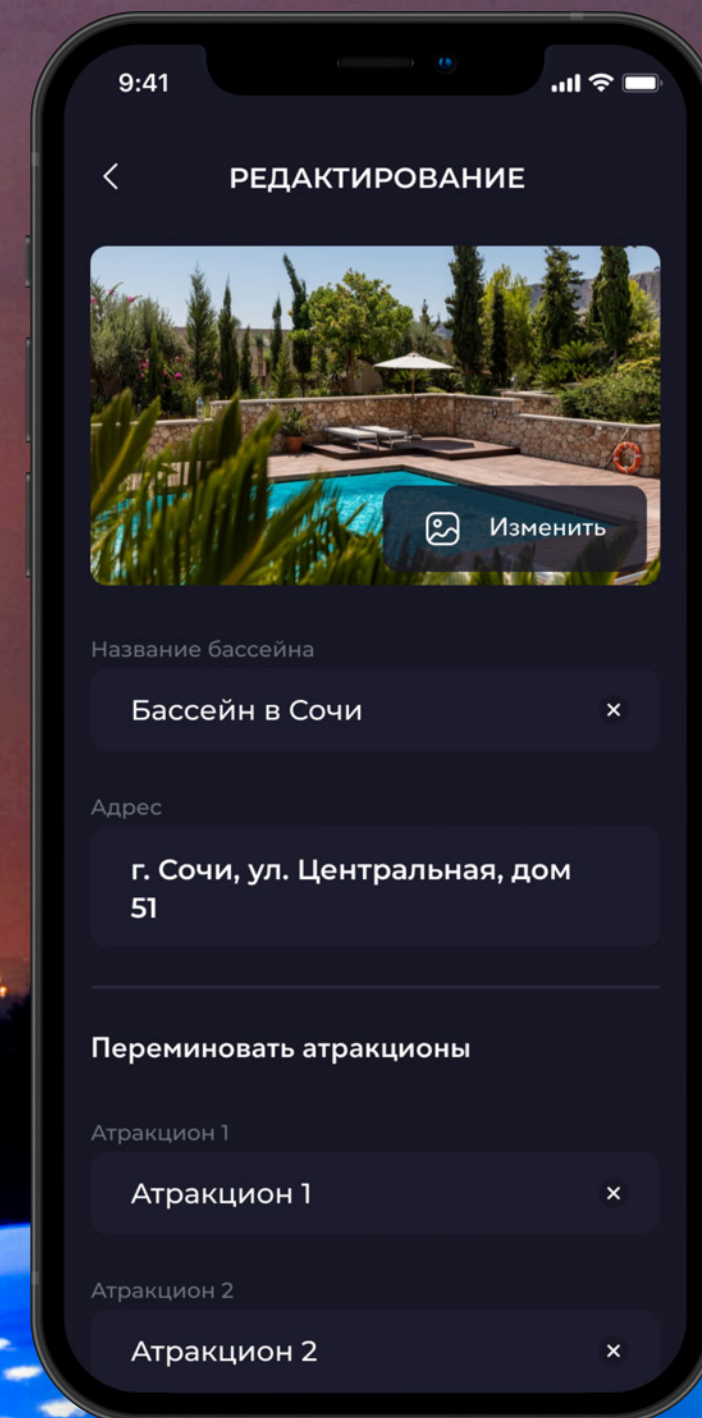 9:41
РЕДАКТИРОВАНИЕ
Изменить
Название бассейна
Бассейн в Сочи
Адрес
г. Сочи, ул. Центральная, дом
51
Переминовать атракционы
Атракцион 1
Атракцион 1
Атракцион 2
Атракцион 2